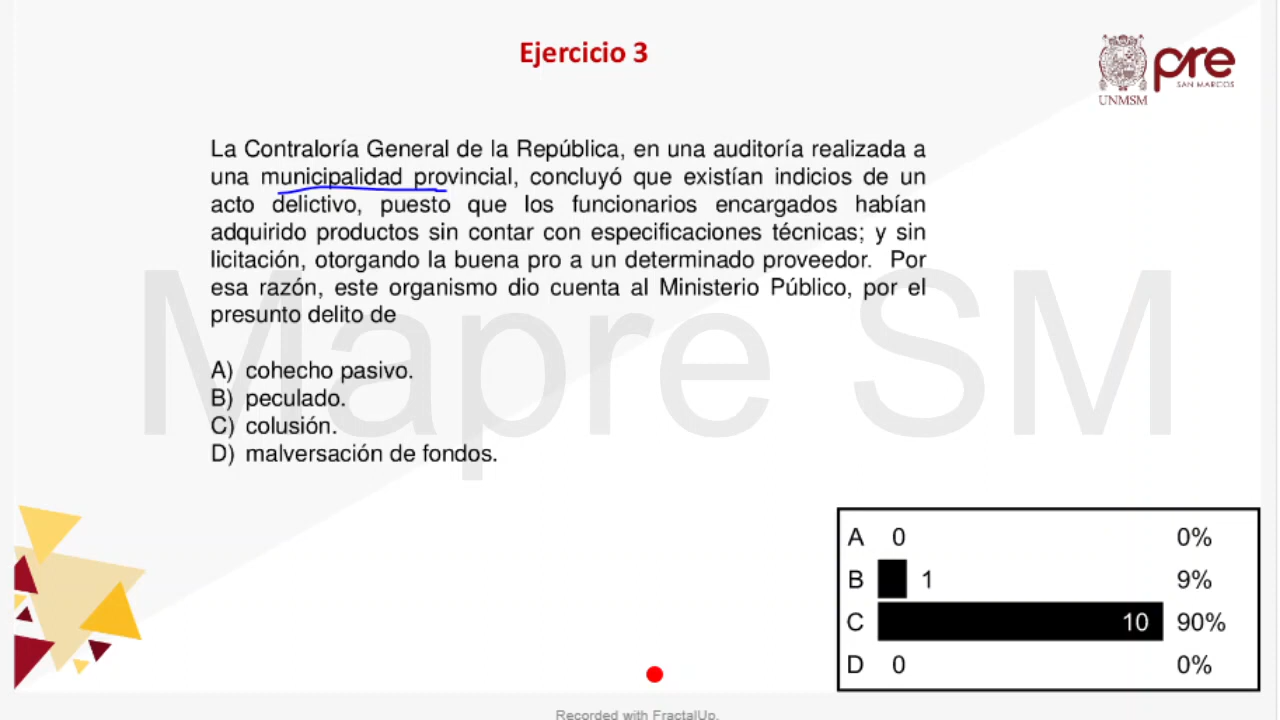 Ejercicio 3
UNMSM
pre
SAN MARCOS
La Contraloría General de la República, en una auditoría realizada a
una municipalidad provincial, concluyó que existían indicios de un
acto delictivo, puesto que los funcionarios encargados habían
adquirido productos sin contar con especificaciones técnicas; y sin
licitación, otorgando la buena pro a un determinado proveedor. Por
esa razón, este organismo dio cuenta al Ministerio Público, por el
presunto delito de
Mapre SM
A) cohecho pasivo.
B) peculado.
C) colusión.
D) malversación de fondos.
A 0 0%
B 1 9%
C 10 90%
D 0 0%
Recorded with FractalUp.